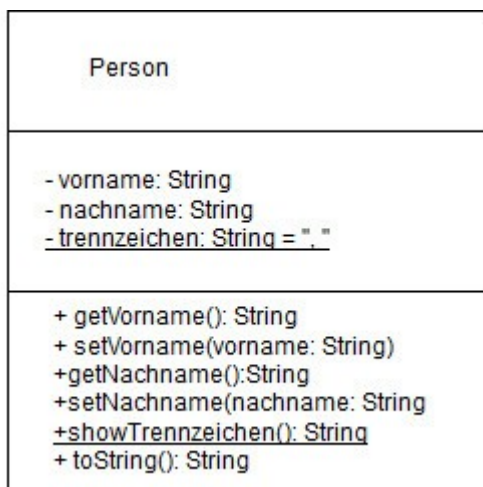 Person
- vorname: String
- nachname: String
- trennzeichen: String = ", "
+ getVorname(): String
+ setVorname(vorname: String)
+getNachname():String
+setNachname(nachname: String
+showTrennzeichen(): String
+ toString(): String